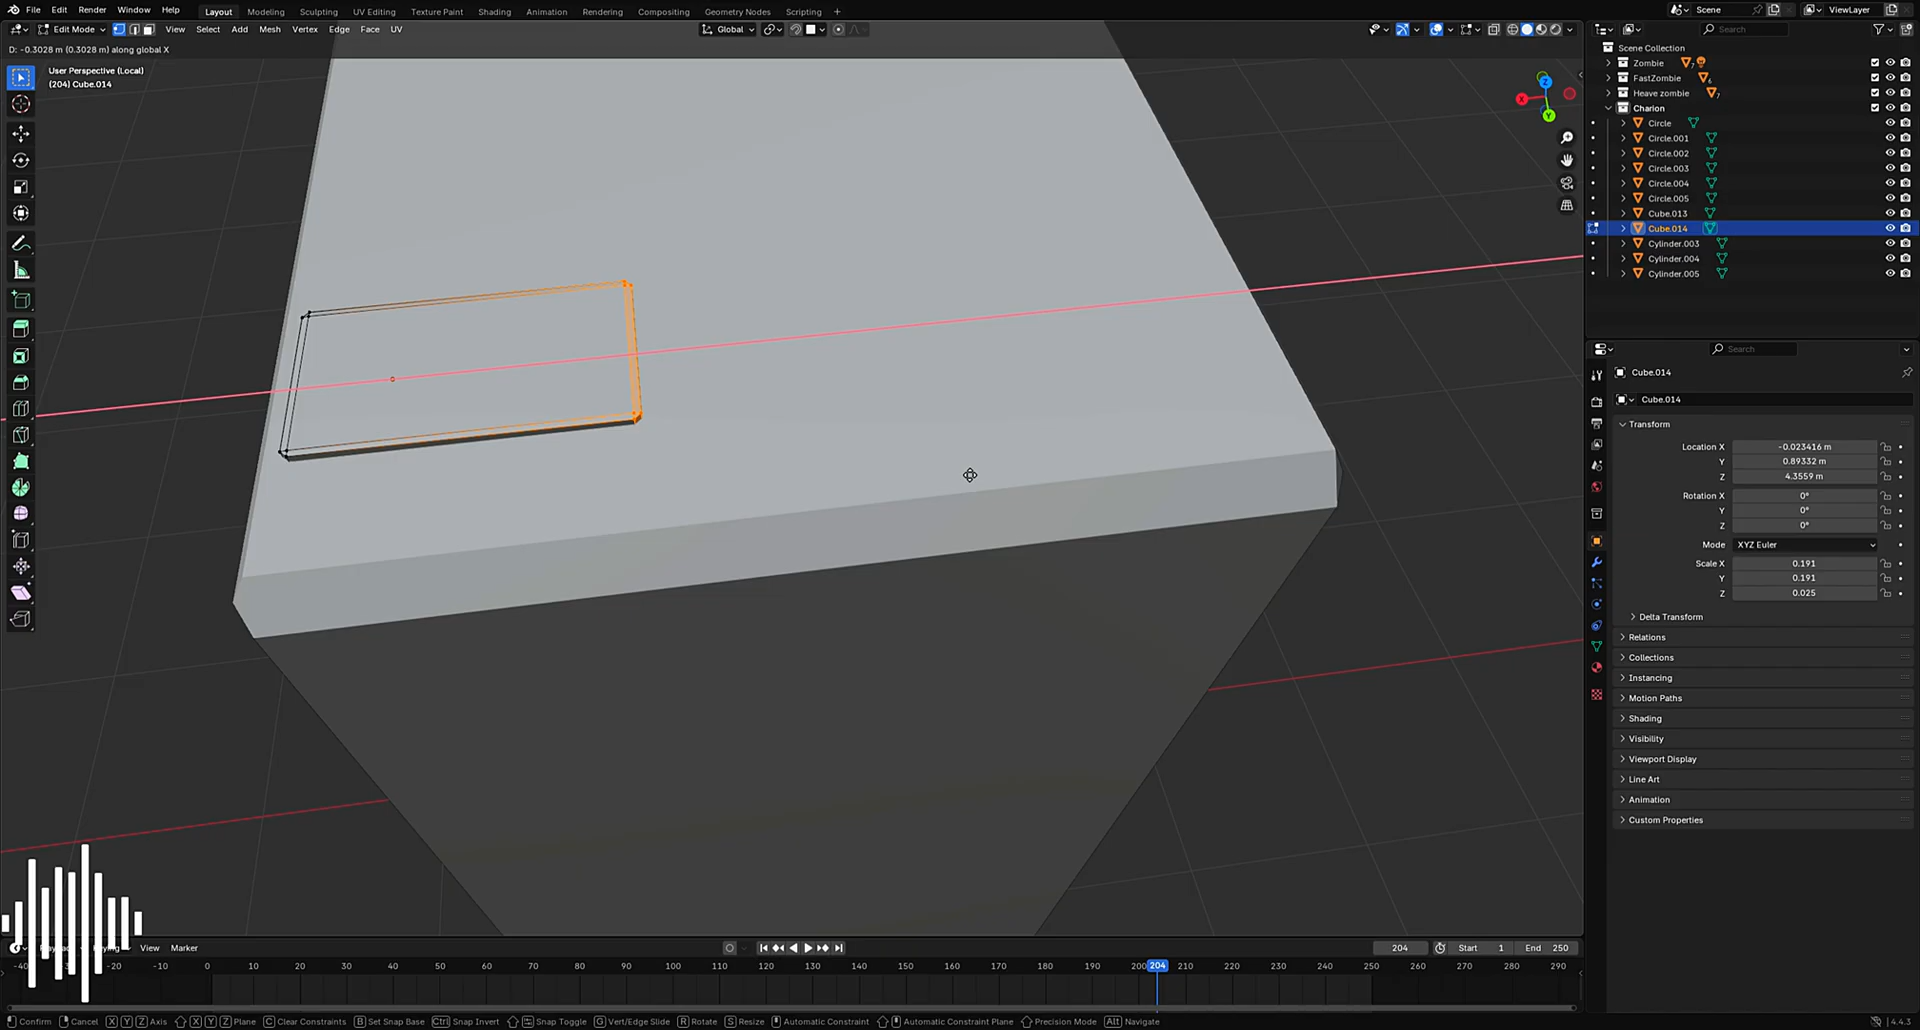 File Edit Render Window Help Layout Modeling Sculpting UV Editing Texture Paint Shading Animation Rendering Compositing Geometry Nodes Scripting + Scene ViewLayer
Edit Mode View Select Add Mesh Vertex Edge Face UV Global Search
D: -0.3028 m (0.3028 m) along global X
User Perspective (Local)
(204) Cube.014
X
Y
Z
Scene Collection
Zombie 7
FastZombie 6
Heave zombie 7
Charion
Circle
Circle.001
Circle.002
Circle.003
Circle.004
Circle.005
Cube.013
Cube.014
Cylinder.003
Cylinder.004
Cylinder.005
Search
Cube.014
Cube.014
Transform
Location X -0.023416 m
Y 0.89332 m
Z 4.3559 m
Rotation X 0°
Y 0°
Z 0°
Mode XYZ Euler
Scale X 0.191
Y 0.191
Z 0.025
Delta Transform
Relations
Collections
Instancing
Motion Paths
Shading
Visibility
Viewport Display
Line Art
Animation
Custom Properties
View Marker 204 Start 1 End 250
-20 -10 0 10 20 30 40 50 60 70 80 90 100 110 120 130 140 150 160 170 180 190 200 204 210 220 230 240 250 260 270 280 290
Confirm Cancel X Y Z Axis X Y Z Plane C Clear Constraints B Set Snap Base Ctrl Snap Invert Snap Toggle G Vert/Edge Slide R Rotate S Resize Automatic Constraint Automatic Constraint Plane Precision Mode Alt Navigate 4.4.3